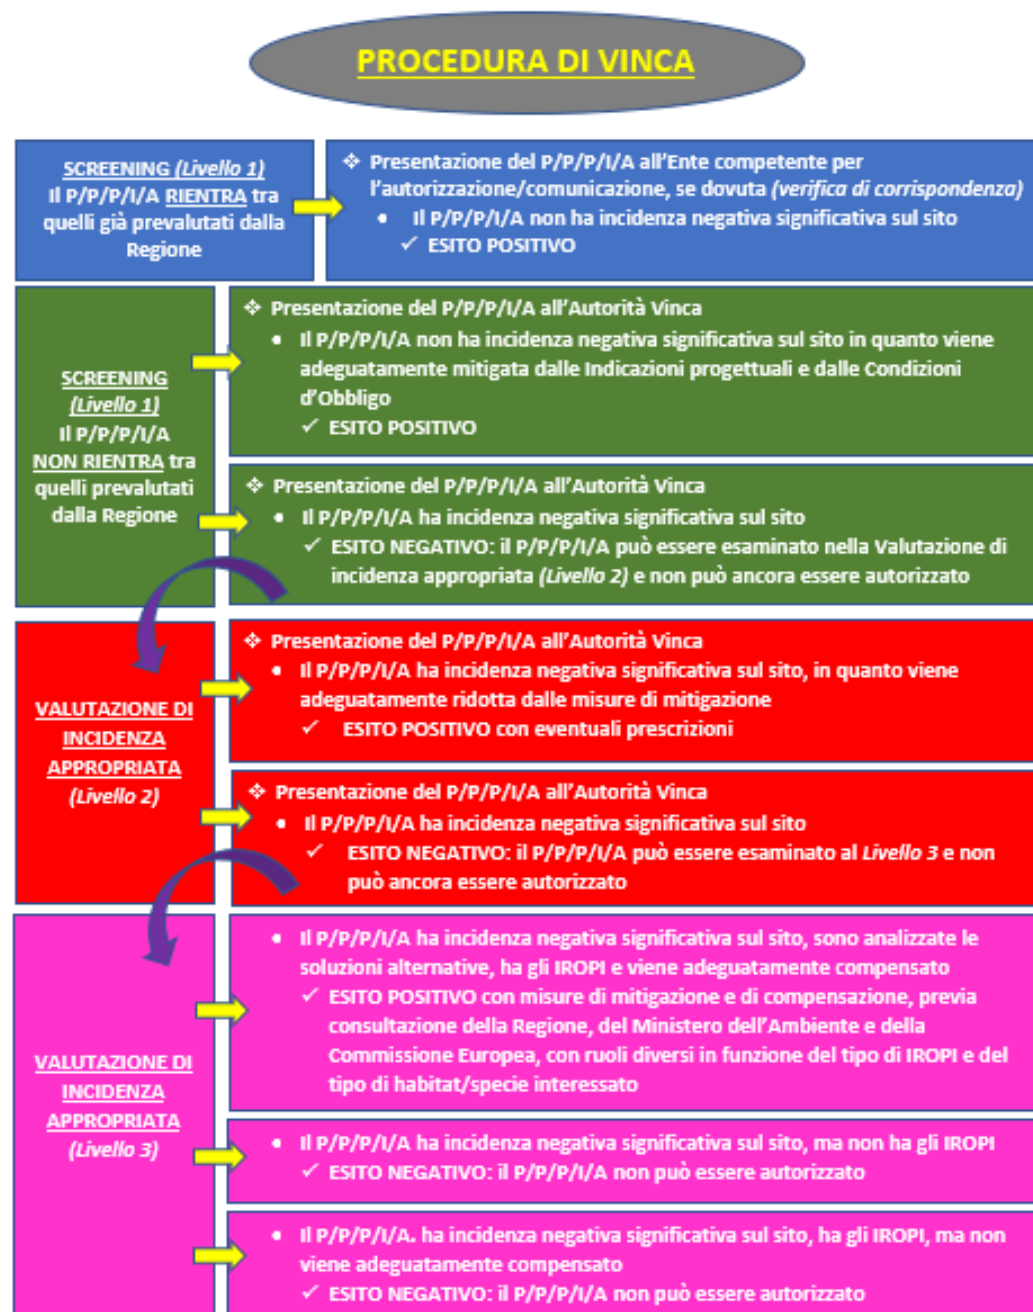 PROCEDURA DI VINCA
SCREENING (Livello 1)
Il P/P/P/I/A RIENTRA tra
quelli già prevalutati dalla
Regione
❖ Presentazione del P/P/P/I/A all'Ente competente per
l'autorizzazione/comunicazione, se dovuta (verifica di corrispondenza)
• Il P/P/P/I/A non ha incidenza negativa significativa sul sito
✓ ESITO POSITIVO
SCREENING
(Livello 1)
Il P/P/P/I/A
NON RIENTRA tra
quelli prevalutati
dalla Regione
❖ Presentazione del P/P/P/I/A all'Autorità Vinca
• Il P/P/P/I/A non ha incidenza negativa significativa sul sito in quanto viene
adeguatamente mitigata dalle Indicazioni progettuali e dalle Condizioni
d'Obbligo
✓ ESITO POSITIVO
❖ Presentazione del P/P/P/I/A all'Autorità Vinca
• Il P/P/P/I/A ha incidenza negativa significativa sul sito
✓ ESITO NEGATIVO: il P/P/P/I/A può essere esaminato nella Valutazione di
incidenza appropriata (Livello 2) e non può ancora essere autorizzato
VALUTAZIONE DI
INCIDENZA
APPROPRIATA
(Livello 2)
❖ Presentazione del P/P/P/I/A all'Autorità Vinca
• Il P/P/P/I/A ha incidenza negativa significativa sul sito, in quanto viene
adeguatamente ridotta dalle misure di mitigazione
✓ ESITO POSITIVO con eventuali prescrizioni
❖ Presentazione del P/P/P/I/A all'Autorità Vinca
• Il P/P/P/I/A ha incidenza negativa significativa sul sito
✓ ESITO NEGATIVO: il P/P/P/I/A può essere esaminato al Livello 3 e non
può ancora essere autorizzato
VALUTAZIONE DI
INCIDENZA
APPROPRIATA
(Livello 3)
• Il P/P/P/I/A ha incidenza negativa significativa sul sito, sono analizzate le
soluzioni alternative, ha gli IROPI e viene adeguatamente compensato
✓ ESITO POSITIVO con misure di mitigazione e di compensazione, previa
consultazione della Regione, del Ministero dell'Ambiente e della
Commissione Europea, con ruoli diversi in funzione del tipo di IROPI e del
tipo di habitat/specie interessato
• Il P/P/P/I/A ha incidenza negativa significativa sul sito, ma non ha gli IROPI
✓ ESITO NEGATIVO: il P/P/P/I/A non può essere autorizzato
• Il P/P/P/I/A. ha incidenza negativa significativa sul sito, ha gli IROPI, ma non
viene adeguatamente compensato
✓ ESITO NEGATIVO: il P/P/P/I/A non può essere autorizzato